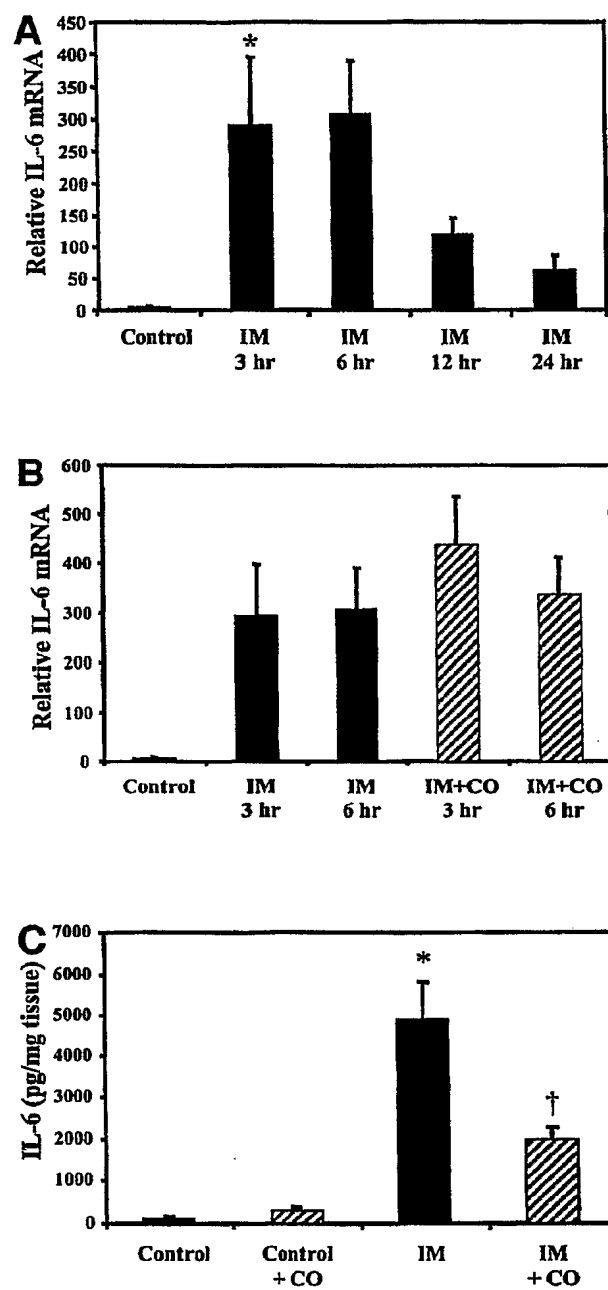 A
Relative IL-6 mRNA
450
400
350
300
250
200
150
100
50
0
*
Control
IM
3 hr
IM
6 hr
IM
12 hr
IM
24 hr
B
Relative IL-6 mRNA
600
500
400
300
200
100
0
Control
IM
3 hr
IM
6 hr
IM+CO
3 hr
IM+CO
6 hr
C
IL-6 (pg/mg tissue)
7000
6000
5000
4000
3000
2000
1000
0
*
†
Control
Control
+ CO
IM
IM
+ CO